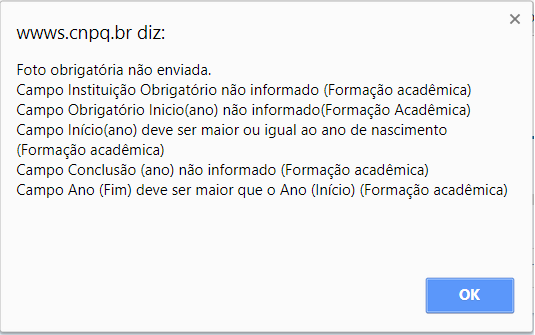 wwws.cnpq.br diz:
Foto obrigatória não enviada.
Campo Instituição Obrigatório não informado (Formação acadêmica)
Campo Obrigatório Inicio(ano) não informado(Formação Acadêmica)
Campo Início(ano) deve ser maior ou igual ao ano de nascimento
(Formação acadêmica)
Campo Conclusão (ano) não informado (Formação acadêmica)
Campo Ano (Fim) deve ser maior que o Ano (Início) (Formação acadêmica)
OK